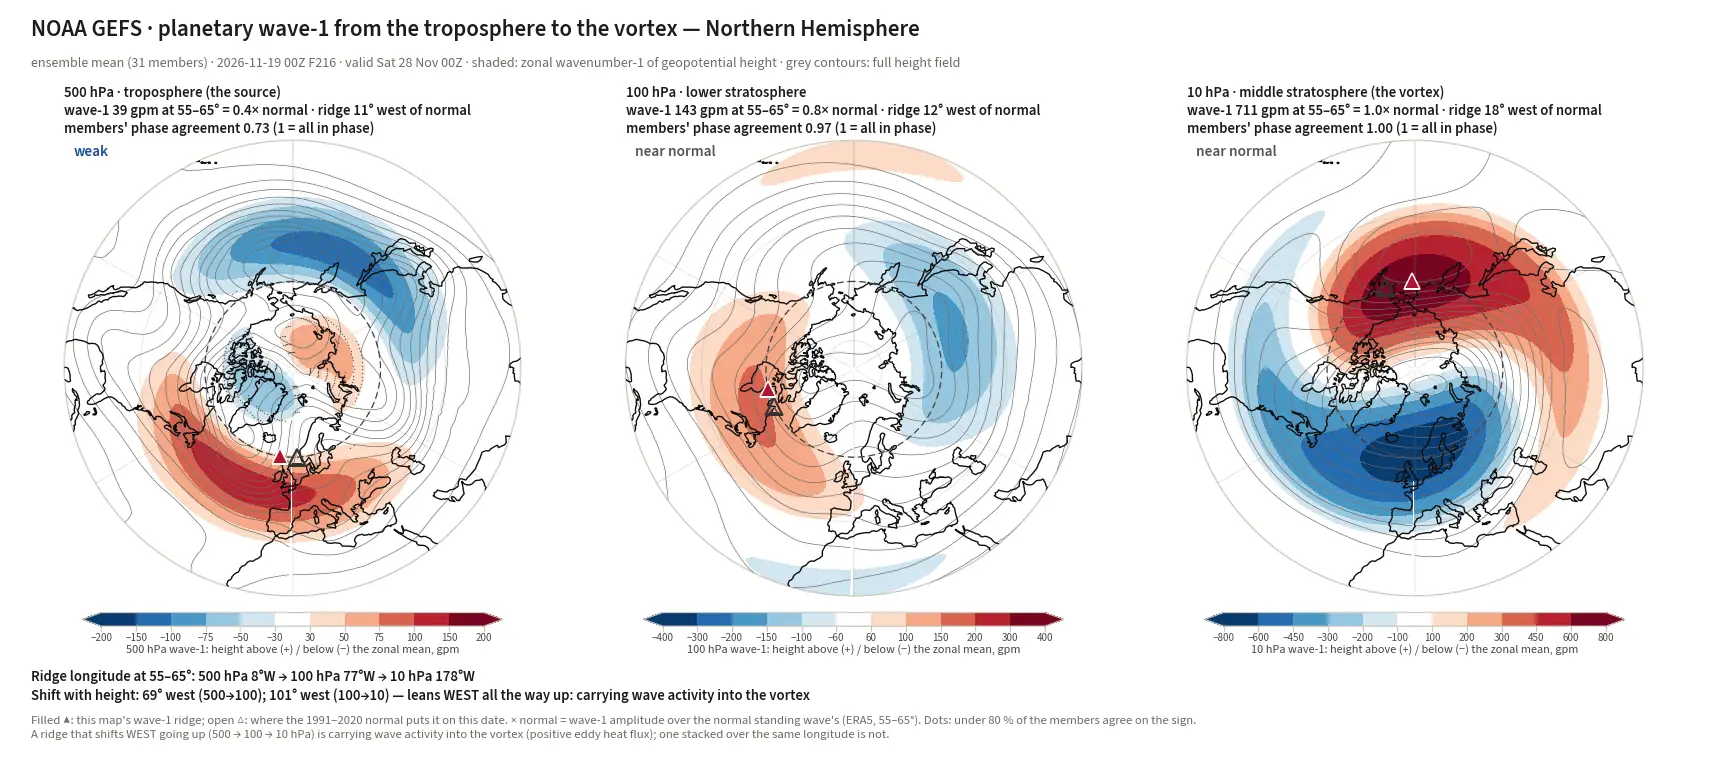 NOAA GEFS · planetary wave-1 from the troposphere to the vortex — Northern Hemisphere
ensemble mean (31 members) · 2026-11-19 00Z F216 · valid Sat 28 Nov 00Z · shaded: zonal wavenumber-1 of geopotential height · grey contours: full height field
500 hPa · troposphere (the source)
wave-1 39 gpm at 55–65° = 0.4× normal · ridge 11° west of normal
members' phase agreement 0.73 (1 = all in phase)
weak
100 hPa · lower stratosphere
wave-1 143 gpm at 55–65° = 0.8× normal · ridge 12° west of normal
members' phase agreement 0.97 (1 = all in phase)
near normal
10 hPa · middle stratosphere (the vortex)
wave-1 711 gpm at 55–65° = 1.0× normal · ridge 18° west of normal
members' phase agreement 1.00 (1 = all in phase)
near normal
−200 −150 −100 −75 −50 −30 30 50 75 100 150 200
500 hPa wave-1: height above (+) / below (−) the zonal mean, gpm
−400 −300 −200 −150 −100 −60 60 100 150 200 300 400
100 hPa wave-1: height above (+) / below (−) the zonal mean, gpm
−800 −600 −450 −300 −200 −100 100 200 300 450 600 800
10 hPa wave-1: height above (+) / below (−) the zonal mean, gpm
Ridge longitude at 55–65°: 500 hPa 8°W → 100 hPa 77°W → 10 hPa 178°W
Shift with height: 69° west (500→100); 101° west (100→10) — leans WEST all the way up: carrying wave activity into the vortex
Filled ▲: this map's wave-1 ridge; open △: where the 1991–2020 normal puts it on this date. × normal = wave-1 amplitude over the normal standing wave's (ERA5, 55–65°). Dots: under 80 % of the members agree on the sign.
A ridge that shifts WEST going up (500 → 100 → 10 hPa) is carrying wave activity into the vortex (positive eddy heat flux); one stacked over the same longitude is not.